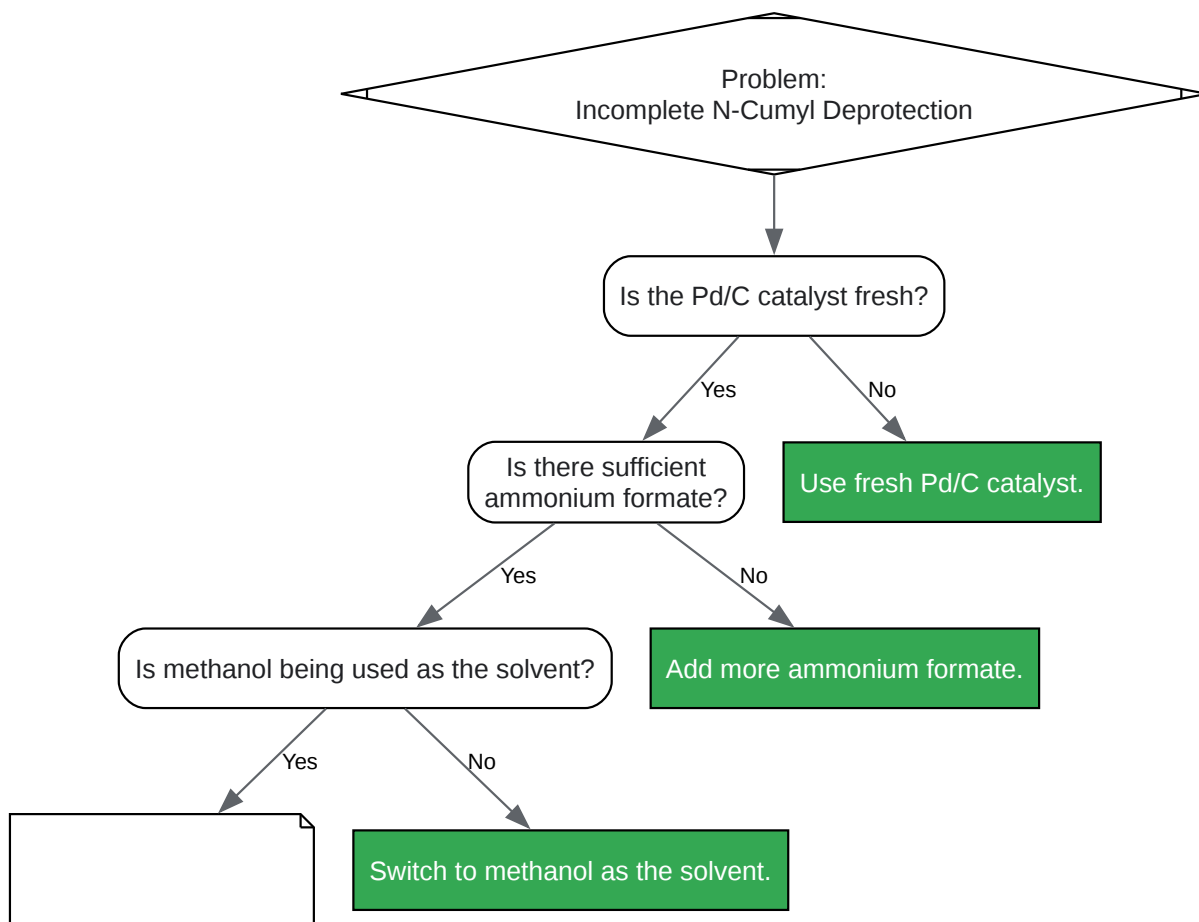 Problem:
Incomplete N-Cumyl Deprotection
Is the Pd/C catalyst fresh?
Yes
No
Is there sufficient
ammonium formate?
Use fresh Pd/C catalyst.
Yes
No
Is methanol being used as the solvent?
Add more ammonium formate.
Yes
No
Switch to methanol as the solvent.